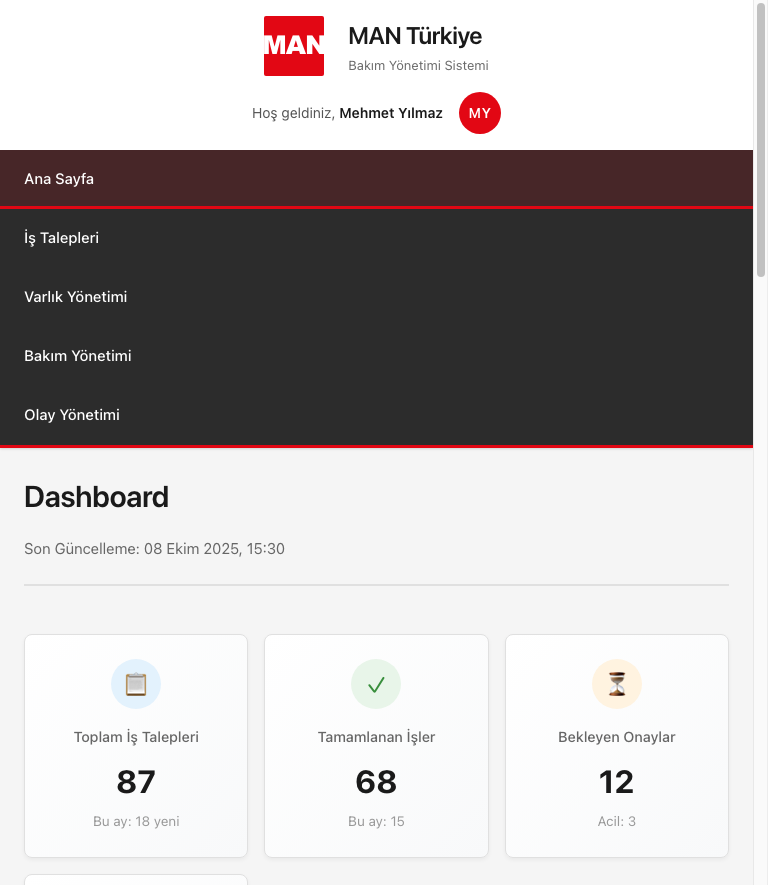 MAN
MAN Türkiye
Bakım Yönetimi Sistemi
Hoş geldiniz, Mehmet Yılmaz
MY
Ana Sayfa
İş Talepleri
Varlık Yönetimi
Bakım Yönetimi
Olay Yönetimi
Dashboard
Son Güncelleme: 08 Ekim 2025, 15:30
Toplam İş Talepleri
87
Bu ay: 18 yeni
Tamamlanan İşler
68
Bu ay: 15
Bekleyen Onaylar
12
Acil: 3